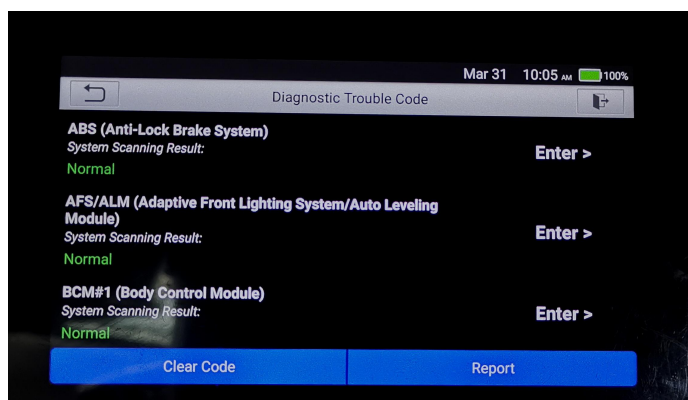 Mar 31 10:05 AM 100%
Diagnostic Trouble Code
ABS (Anti-Lock Brake System)
System Scanning Result:
Enter >
Normal
AFS/ALM (Adaptive Front Lighting System/Auto Leveling
Module)
System Scanning Result:
Enter >
Normal
BCM#1 (Body Control Module)
System Scanning Result:
Enter >
Normal
Clear Code
Report